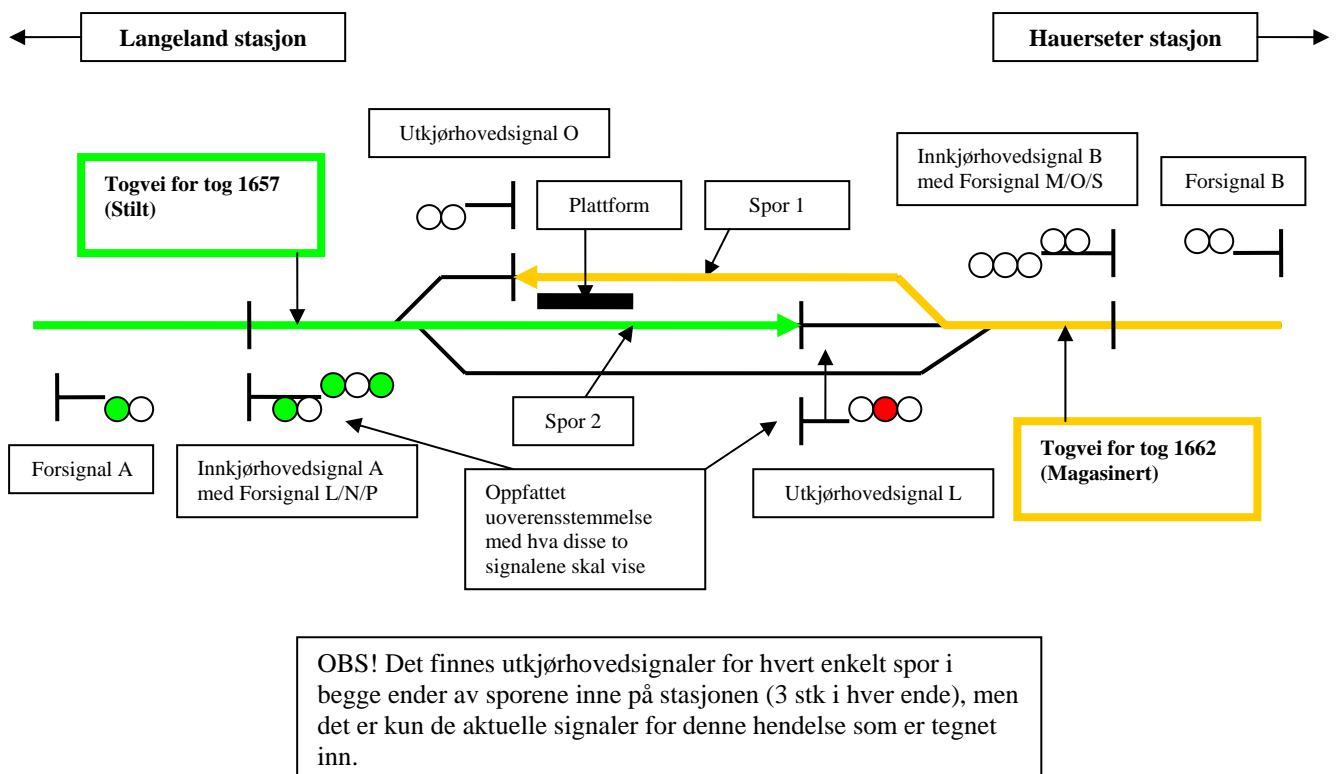 Langeland stasjon
Hauerseter stasjon
Utkjørhovedsignal O
Innkjørhovedsignal B
med Forsignal M/O/S
Forsignal B
Togvei for tog 1657
(Stilt)
Plattform
Spor 1
Forsignal A
Innkjørhovedsignal A
med Forsignal L/N/P
Spor 2
Oppfattet
uoverensstemmelse
med hva disse to
signalene skal vise
Utkjørhovedsignal L
Togvei for tog 1662
(Magasinert)
OBS! Det finnes utkjørhovedsignaler for hvert enkelt spor i
begge ender av sporene inne på stasjonen (3 stk i hver ende), men
det er kun de aktuelle signaler for denne hendelse som er tegnet
inn.